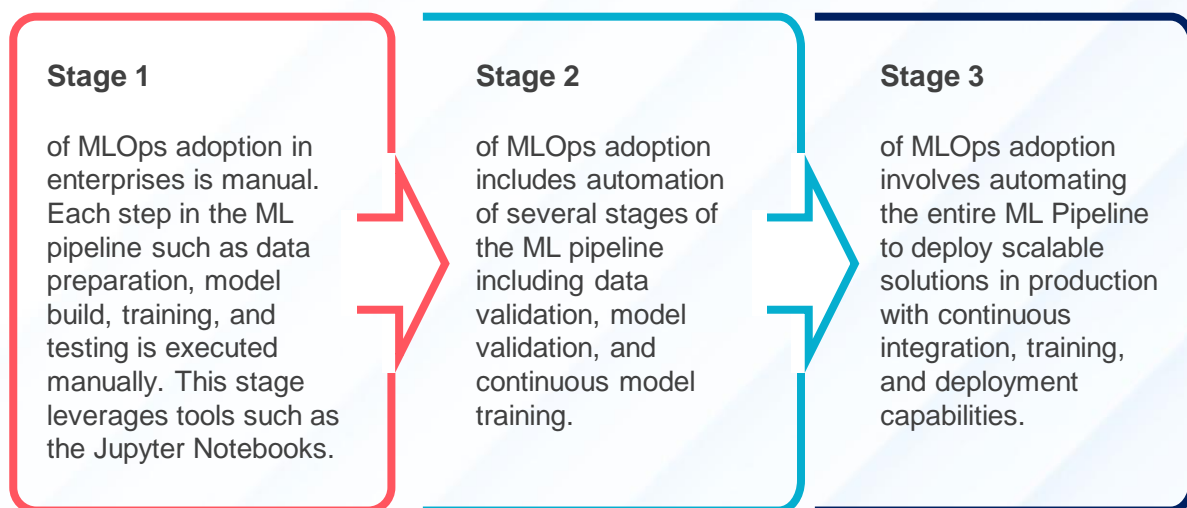 Stage 1
of MLOps adoption in
enterprises is manual.
Each step in the ML
pipeline such as data
preparation, model
build, training, and
testing is executed
manually. This stage
leverages tools such as
the Jupyter Notebooks.
Stage 2
of MLOps adoption
includes automation
of several stages of
the ML pipeline
including data
validation, model
validation, and
continuous model
training.
Stage 3
of MLOps adoption
involves automating
the entire ML Pipeline
to deploy scalable
solutions in production
with continuous
integration, training,
and deployment
capabilities.